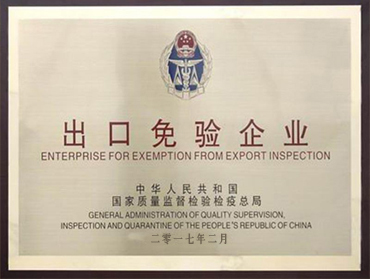 出口免验企业
ENTERPRISE FOR EXEMPTION FROM EXPORT INSPECTION
中华人民共和国
国家质量监督检验检疫总局
GENERAL ADMINISTRATION OF QUALITY SUPERVISION,
INSPECTION AND QUARANTINE OF THE PEOPLE'S REPUBLIC OF CHINA
二零一七年二月